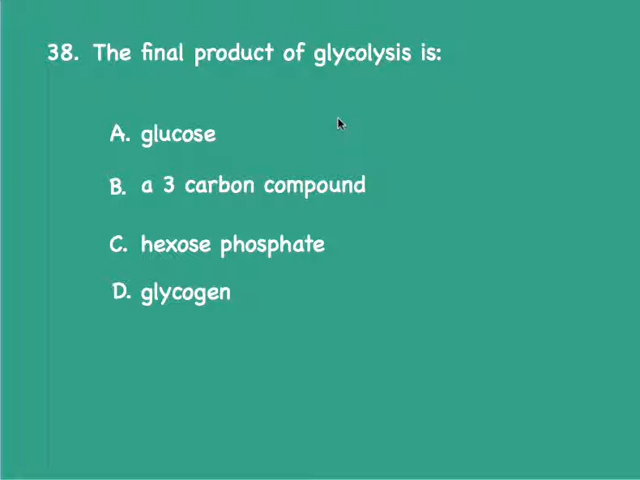 38. The final product of glycolysis is:
A. glucose
B. a 3 carbon compound
C. hexose phosphate
D. glycogen